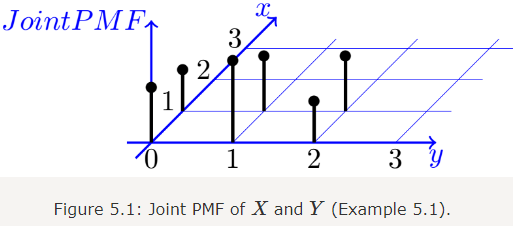 JointPMF
x
3
2
1
0 1 2 3 y
Figure 5.1: Joint PMF of X and Y (Example 5.1).